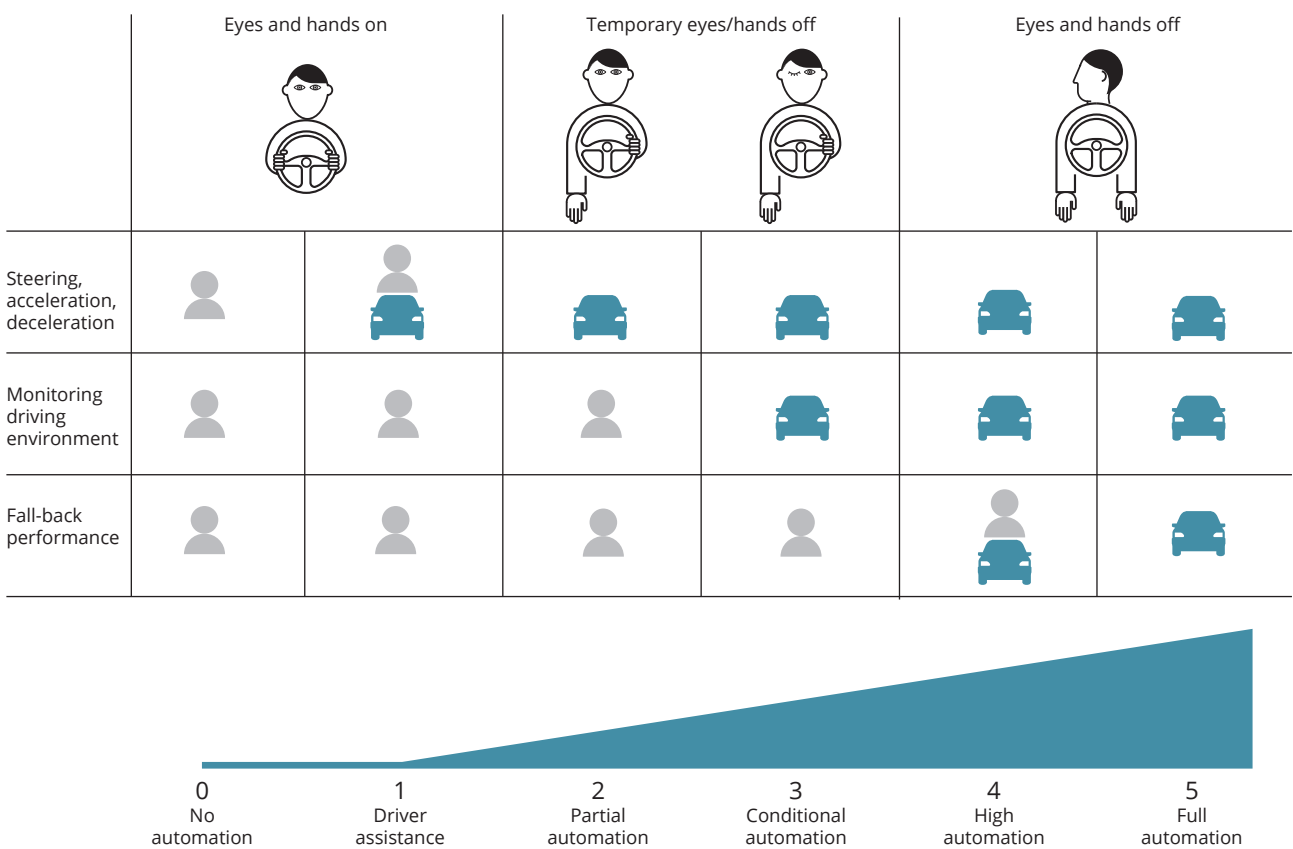 Eyes and hands on
Temporary eyes/hands off
Eyes and hands off
Steering,
acceleration,
deceleration
Monitoring
driving
environment
Fall-back
performance
0
No
automation
1
Driver
assistance
2
Partial
automation
3
Conditional
automation
4
High
automation
5
Full
automation